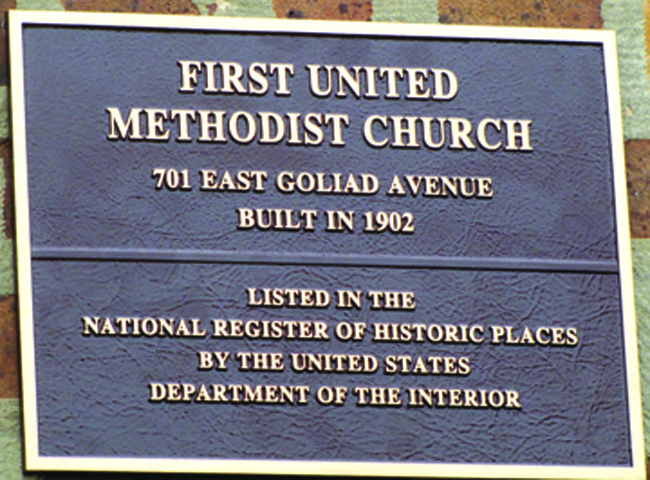 FIRST UNITED
METHODIST CHURCH
701 EAST GOLIAD AVENUE
BUILT IN 1902
LISTED IN THE
NATIONAL REGISTER OF HISTORIC PLACES
BY THE UNITED STATES
DEPARTMENT OF THE INTERIOR